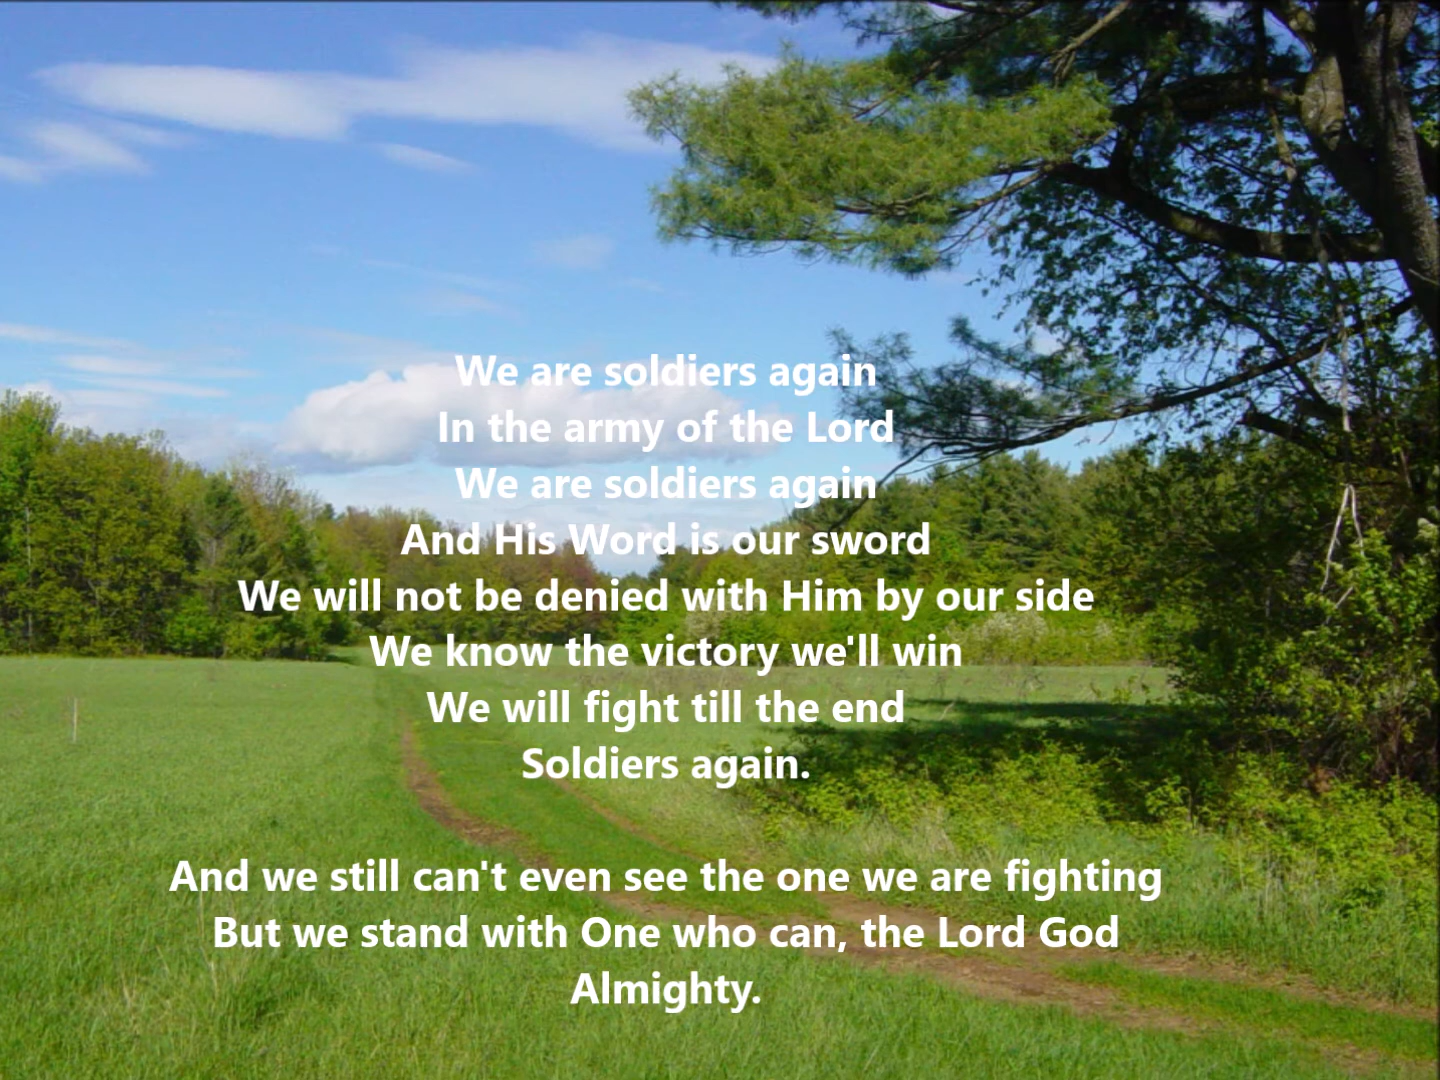 We are soldiers again
In the army of the Lord
We are soldiers again
And His Word is our sword
We will not be denied with Him by our side
We know the victory we'll win
We will fight till the end
Soldiers again.
And we still can't even see the one we are fighting
But we stand with One who can, the Lord God
Almighty.